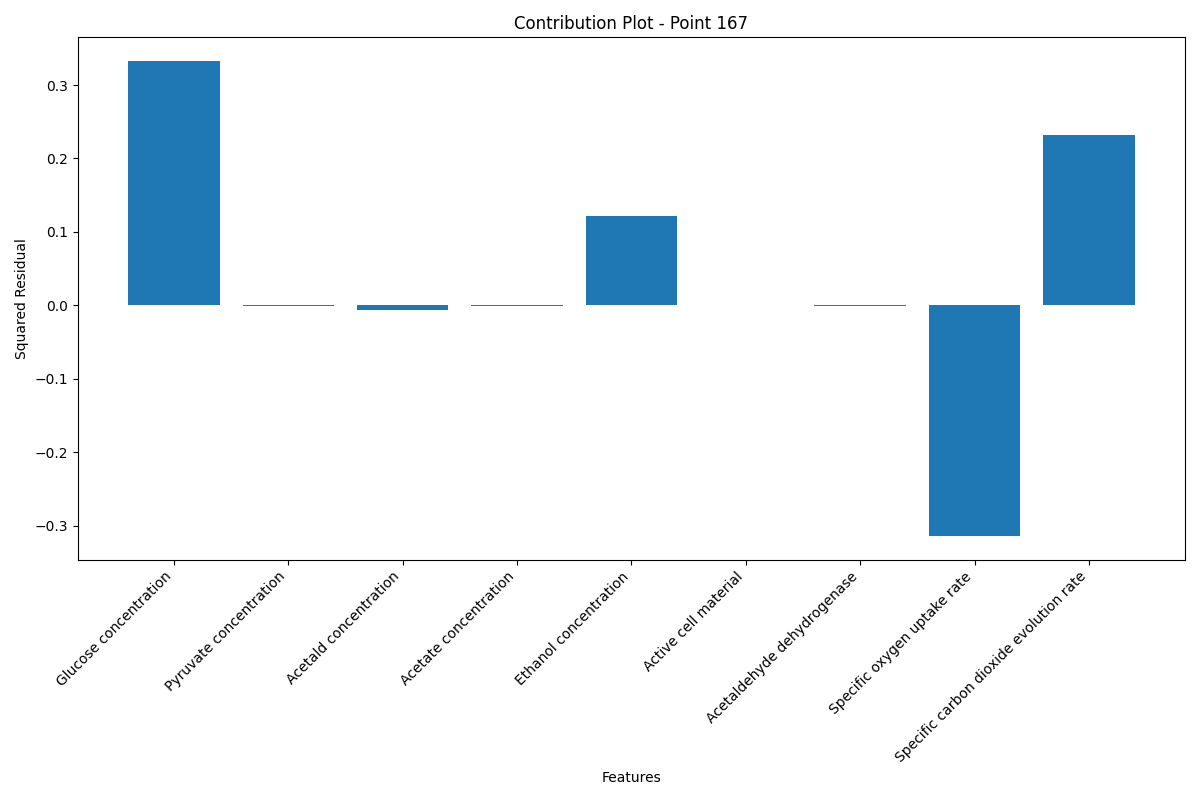 Contribution Plot - Point 167
Squared Residual
0.3
0.2
0.1
0.0
−0.1
−0.2
−0.3
Glucose concentration
Pyruvate concentration
Acetald concentration
Acetate concentration
Ethanol concentration
Active cell material
Acetaldehyde dehydrogenase
Specific oxygen uptake rate
Specific carbon dioxide evolution rate
Features